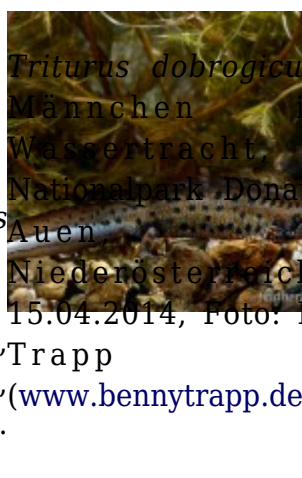 Triturus dobrogicu
Männchen
Wassertracht,
Nationalpark Dona
Auen,
Niederösterreich
15.04.2014, Foto:
Trapp
(www.bennytrapp.de